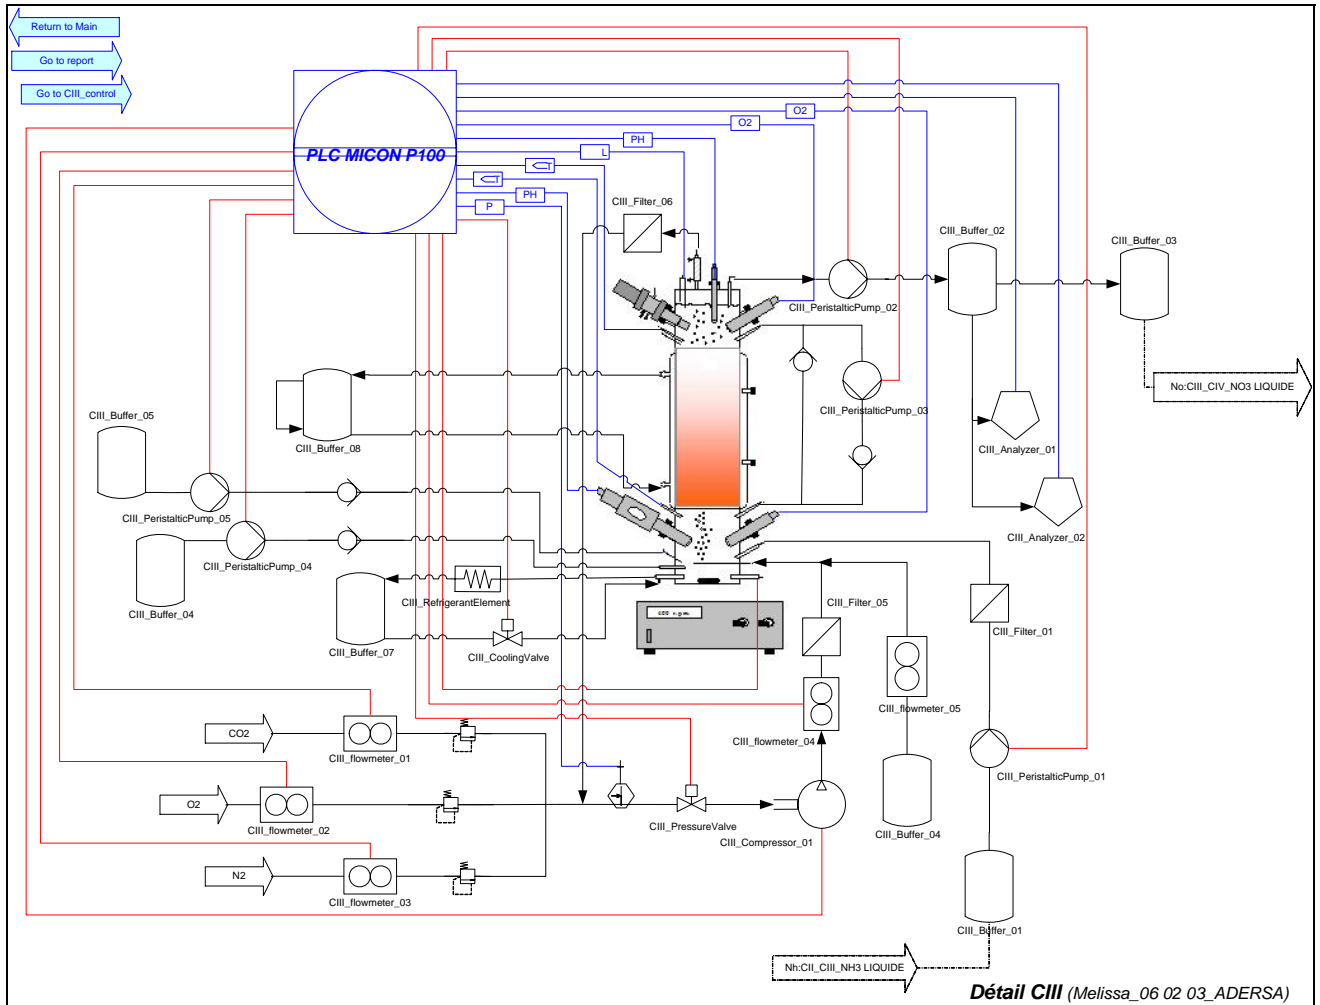 Return to Main
Go to report
Go to CIII_control
PLC MICON P100
O2
O2
PH
L
T
T
PH
P
CIII_Filter_06
CIII_Buffer_02
CIII_Buffer_03
CIII_PeristalticPump_02
No:CIII_CIV_NO3 LIQUIDE
CIII_PeristalticPump_03
CIII_Buffer_05
CIII_Buffer_08
CIII_Analyzer_01
CIII_PeristalticPump_05
CIII_Analyzer_02
CIII_PeristalticPump_04
CIII_Buffer_04
CIII_RefrigerantElement
CIII_Filter_05
CIII_Filter_01
CIII_Buffer_07
CIII_CoolingValve
CIII_flowmeter_05
CO2
CIII_flowmeter_01
CIII_flowmeter_04
CIII_PeristalticPump_01
O2
CIII_flowmeter_02
CIII_PressureValve
CIII_Compressor_01
CIII_Buffer_04
N2
CIII_flowmeter_03
CIII_Buffer_01
Nh:CII_CIII_NH3 LIQUIDE
Détail CIII (Melissa_06 02 03_ADERSA)